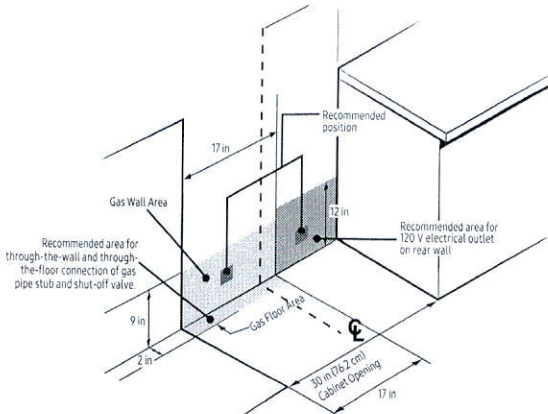 Recommended
position
17 in
Gas Wall Area
12 in
Recommended area for
through-the-wall and through-
the-floor connection of gas
pipe stub and shut-off valve.
Recommended area for
120 V electrical outlet
on rear wall
Gas Floor Area
9 in
2 in
℄
30 in (76.2 cm)
Cabinet Opening
17 in